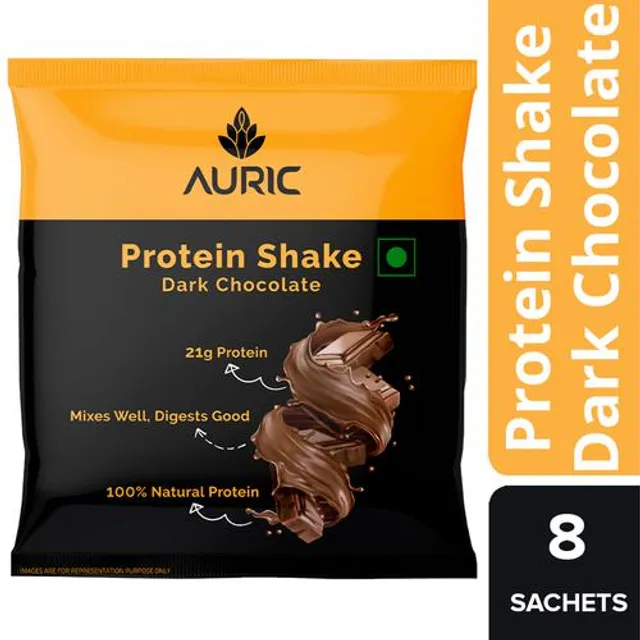 AURIC
Protein Shake
Dark Chocolate
21g Protein
Mixes Well, Digests Good
100% Natural Protein
IMAGES ARE FOR REPRESENTATION PURPOSE ONLY
Protein Shake
Dark Chocolate
8
SACHETS